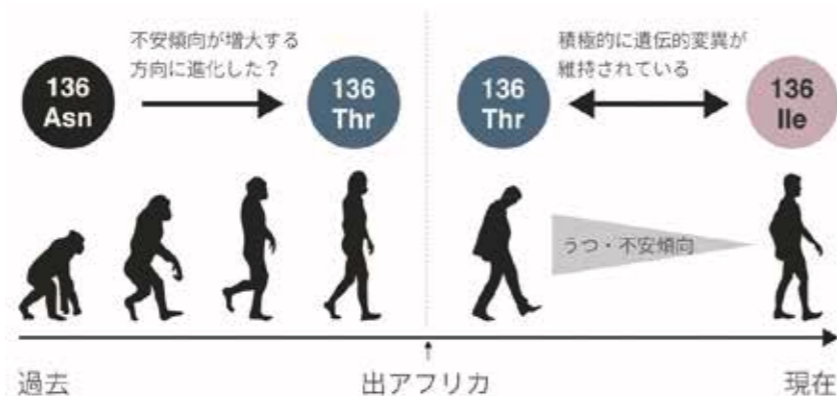 不安傾向が増大する
方向に進化した？
積極的に遺伝的変異が
維持されている
136
Asn
136
Thr
136
Thr
136
Ile
うつ・不安傾向
過去
出アフリカ
現在